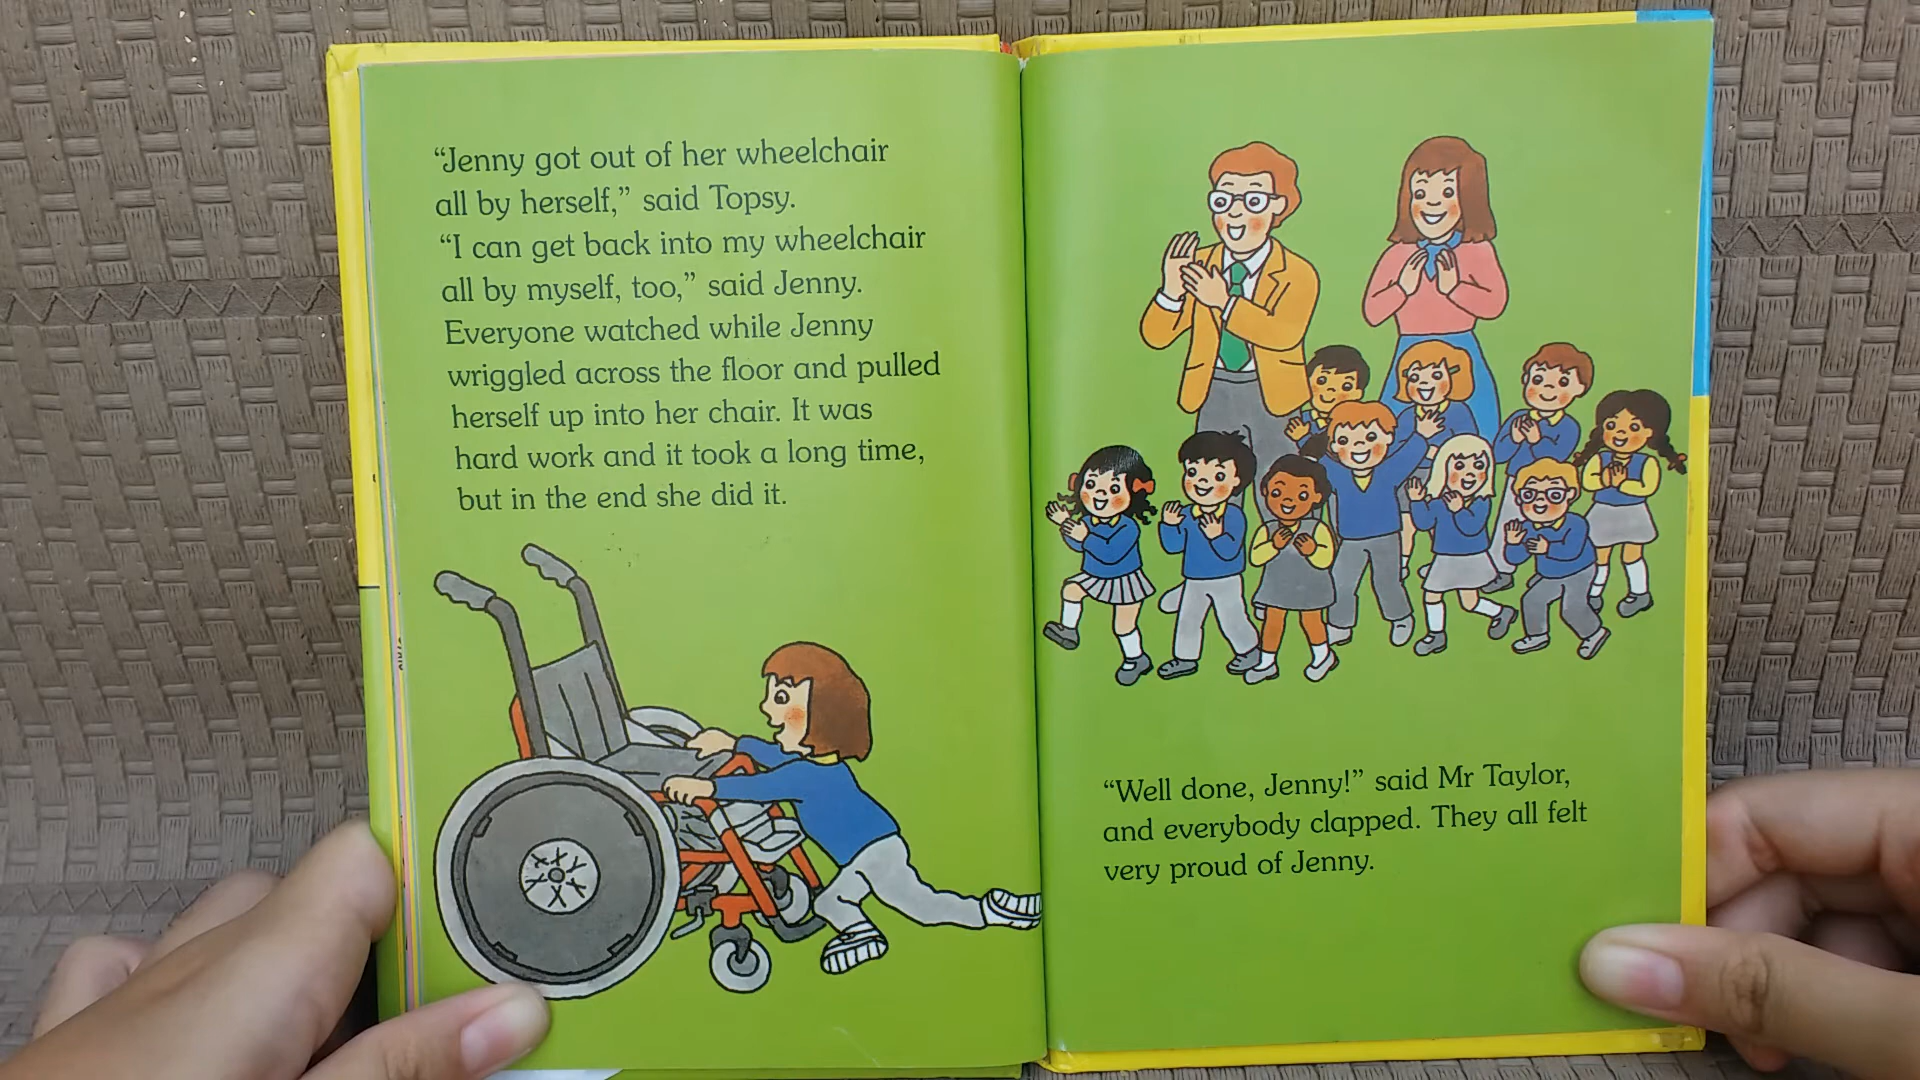 “Jenny got out of her wheelchair
all by herself,” said Topsy.
“I can get back into my wheelchair
all by myself, too,” said Jenny.
Everyone watched while Jenny
wriggled across the floor and pulled
herself up into her chair. It was
hard work and it took a long time,
but in the end she did it.
“Well done, Jenny!” said Mr Taylor,
and everybody clapped. They all felt
very proud of Jenny.